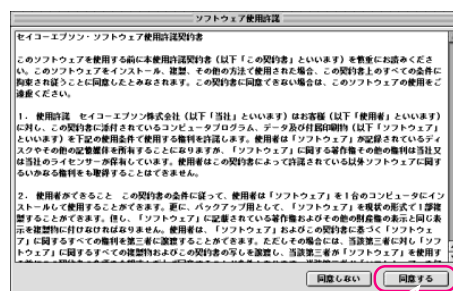 ソフトウェア使用許諾
セイコーエプソン・ソフトウェア使用許諾契約書
このソフトウェアを使用する前に本使用許諾契約書（以下「この契約書」といいます）を慎重にお読みくださ
い。このソフトウェアをインストール、複製、その他の方法で使用された場合、この契約書上のすべての条件に
拘束され従うことに同意したとみなされます。この契約書に同意できない場合は、このソフトウェアの使用をご
遠慮ください。
1．使用許諾　セイコーエプソン株式会社（以下「当社」といいます）はお客様（以下「使用者」といいます）
に対し、この契約書に添付されているコンピュータプログラム、データ及び付属印刷物（以下「ソフトウェア」
といいます）を下記の使用条件で使用する権利を許諾します。使用者は「ソフトウェア」が記録されているディ
スクやその他の記憶媒体を所有することになりますが、「ソフトウェア」に関する著作権その他の権利は当社又
は当社のライセンサーが保有しています。使用者はこの契約書によって許諾されている以外ソフトウェアに関す
るいかなる権利をも取得することはできません。
2．使用者ができること　この契約書の条件に従って、使用者は「ソフトウェア」を1台のコンピュータにイン
ストールして使用することができます。更に、バックアップ用として、「ソフトウェア」を現状の形式で1部複
製することができます。但し、「ソフトウェア」に記載されている著作権およびその他の財産権の表示と同じ表
示を複製物に付けなければなりません。使用者は、「ソフトウェア」およびこの契約書に基づく「ソフトウェ
ア」に関するすべての権利を第三者に譲渡することができます。ただしその場合には、当該第三者に対し「ソフ
トウェア」に関するすべての複製物およびこの契約書の写しを譲渡し、当該第三者が「ソフトウェア」を使用す
同意しない
同意する